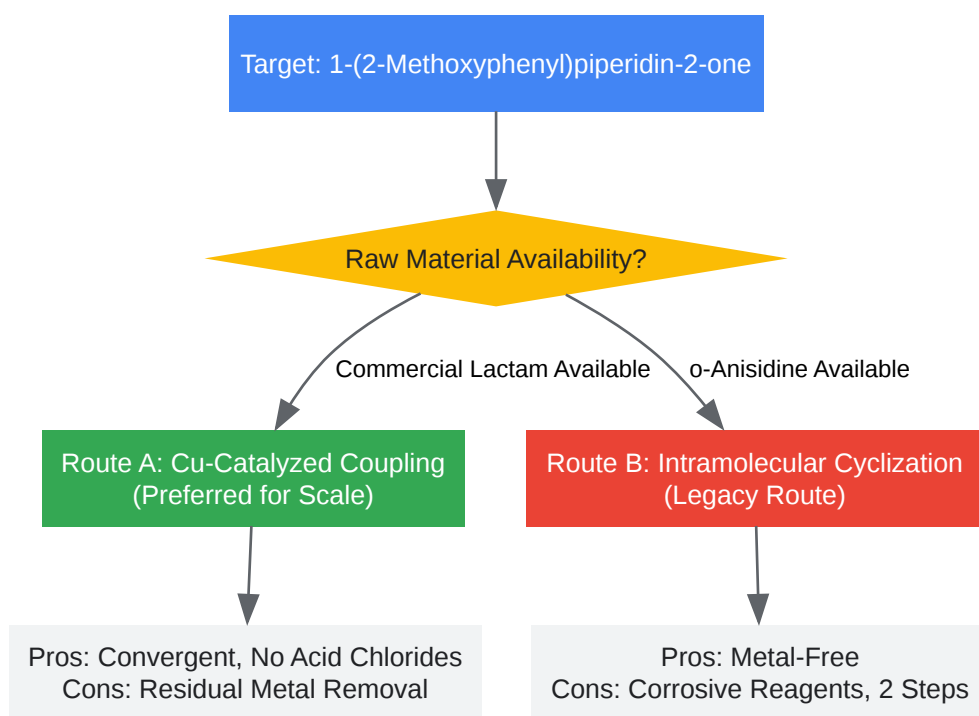 Target: 1-(2-Methoxyphenyl)piperidin-2-one
Raw Material Availability?
Commercial Lactam Available
o-Anisidine Available
Route A: Cu-Catalyzed Coupling
(Preferred for Scale)
Route B: Intramolecular Cyclization
(Legacy Route)
Pros: Convergent, No Acid Chlorides
Cons: Residual Metal Removal
Pros: Metal-Free
Cons: Corrosive Reagents, 2 Steps